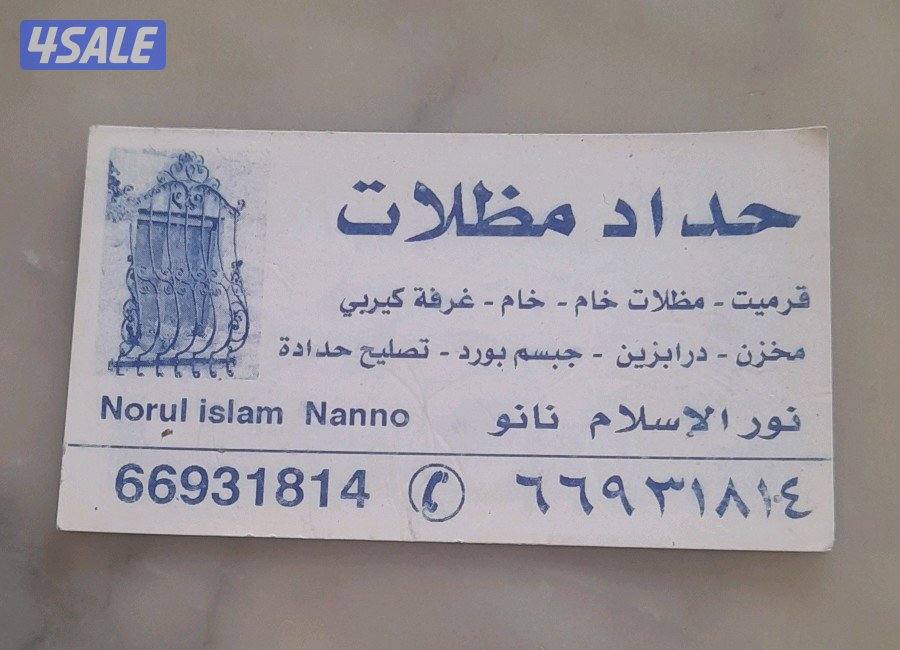 4SALE
حداد مظلات
قرميت - مظلات خام - خام - غرفة كيربي
مخزن - درابزين - جبسم بورد - تصليح حدادة
Norul islam Nanno نور الإسلام نانو
66931814 ٦٦٩٣١٨١٤